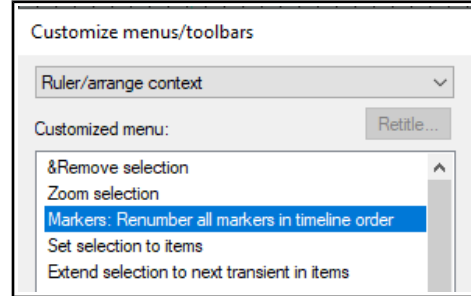 Customize menus/toolbars
Ruler/arrange context
Customized menu:
Retitle...
&Remove selection
Zoom selection
Markers: Renumber all markers in timeline order
Set selection to items
Extend selection to next transient in items